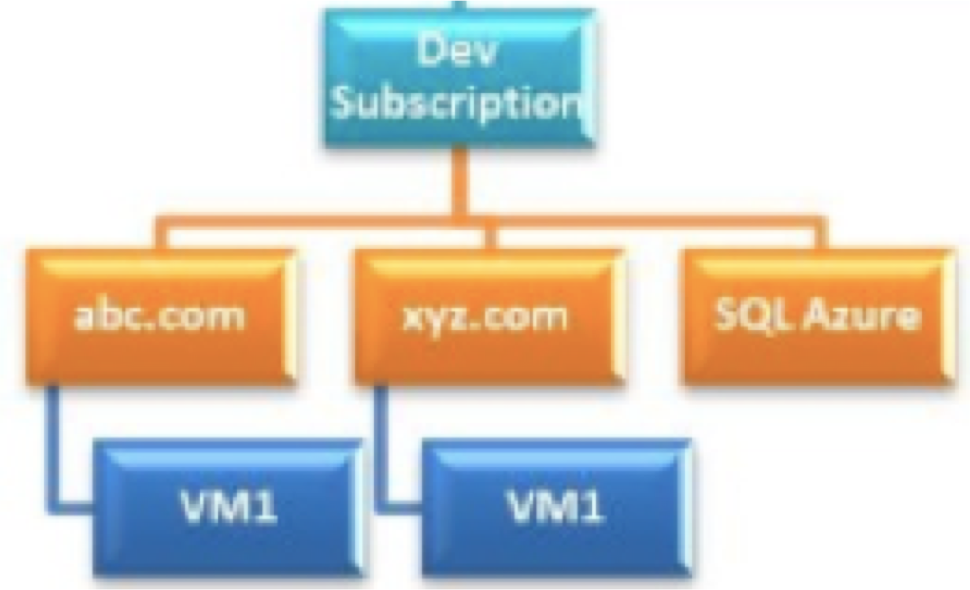 Dev
Subscription
abc.com
xyz.com
SQL Azure
VM1
VM1